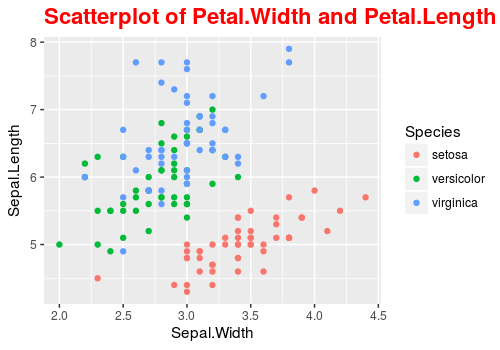 Scatterplot of Petal.Width and Petal.Length
8
7
6
5
Sepal.Length
2.0 2.5 3.0 3.5 4.0 4.5
Sepal.Width
Species
setosa
versicolor
virginica